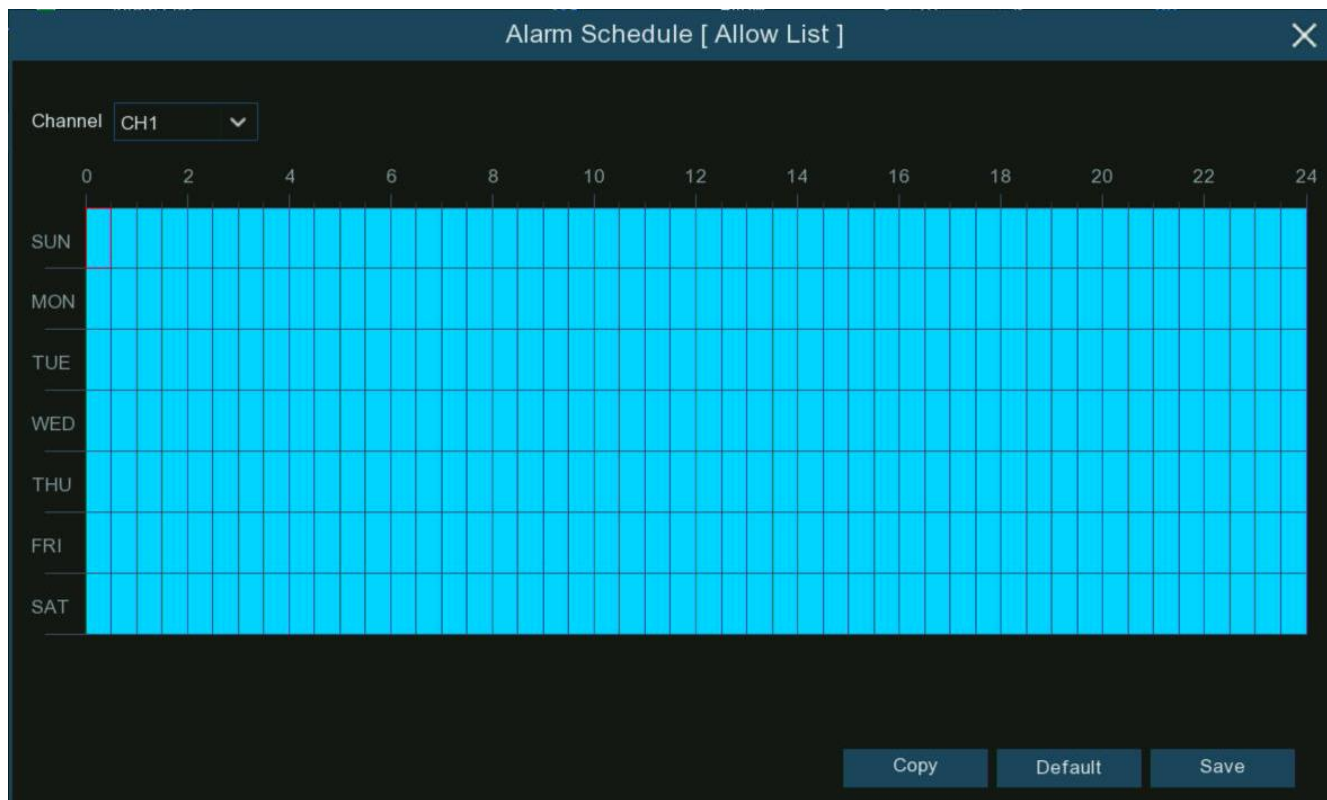 Alarm Schedule [ Allow List ]
Channel CH1
0 2 4 6 8 10 12 14 16 18 20 22 24
SUN
MON
TUE
WED
THU
FRI
SAT
Copy Default Save